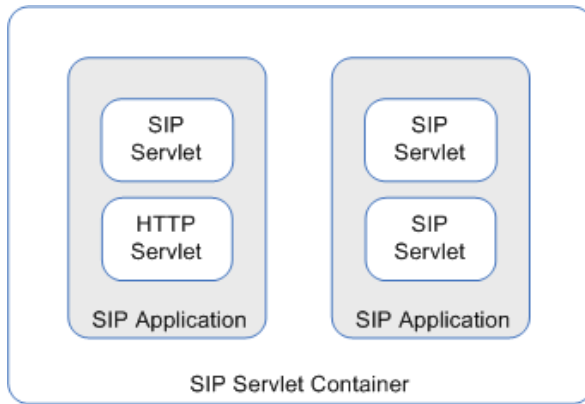 SIP
Servlet
HTTP
Servlet
SIP Application
SIP
Servlet
SIP
Servlet
SIP Application
SIP Servlet Container